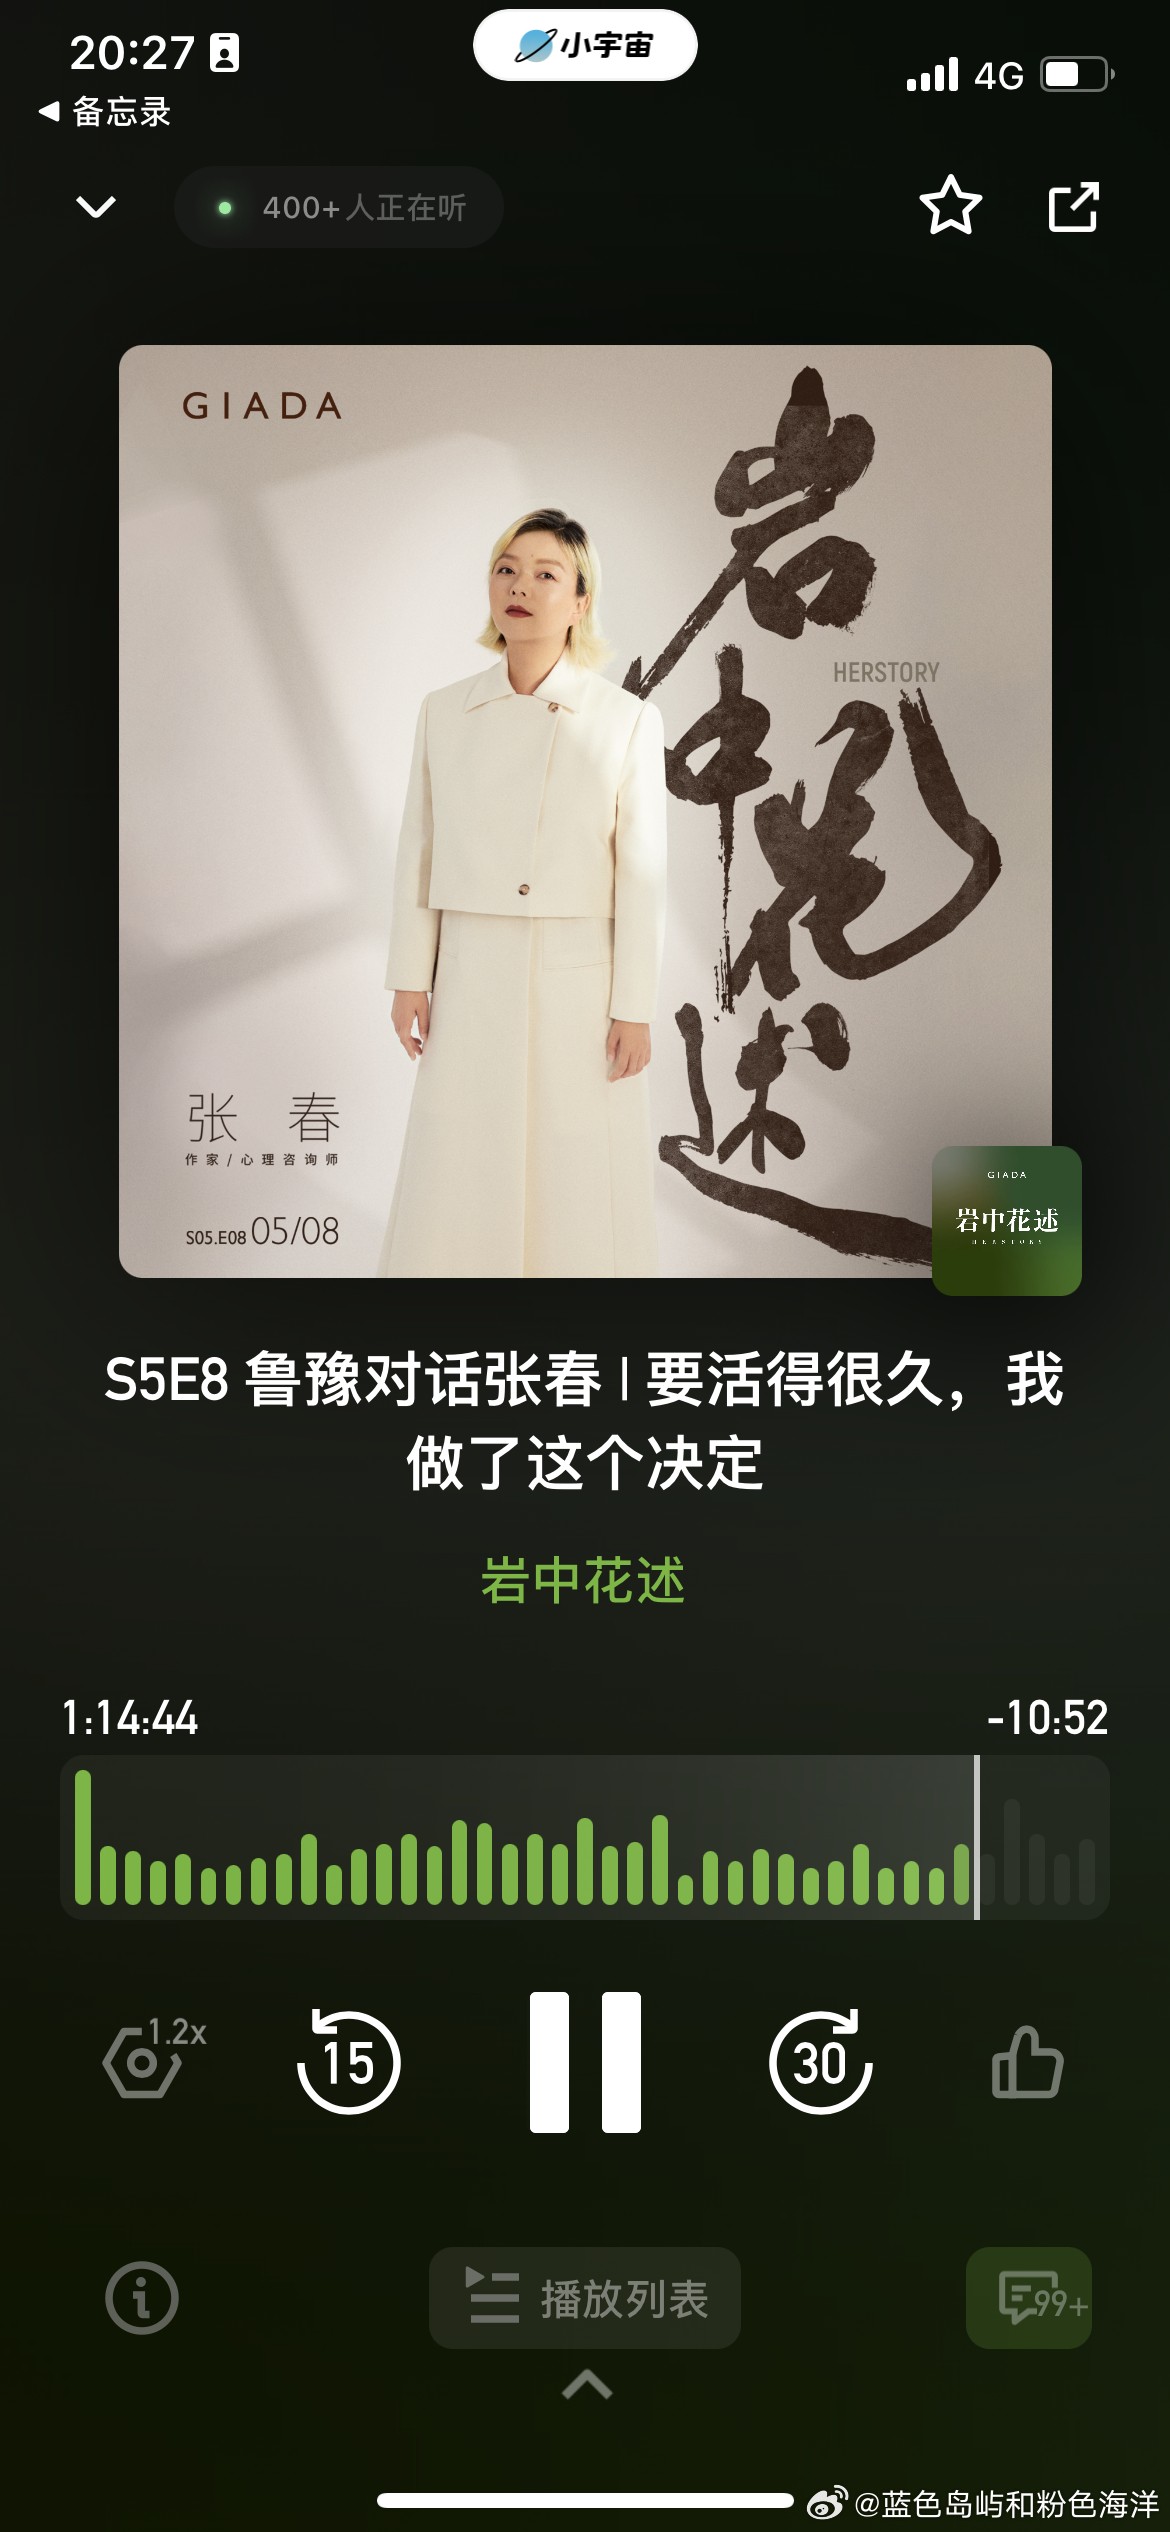 20:27
小宇宙
4G
备忘录
400+人正在听
GIADA
岩中花述
HERSTORY
张 春
作家/心理咨询师
S05.E08 05/08
GIADA
岩中花述
HERSTORY
S5E8 鲁豫对话张春 | 要活得很久，我
做了这个决定
岩中花述
1:14:44
-10:52
1.2x
15
30
播放列表
99+
@蓝色岛屿和粉色海洋